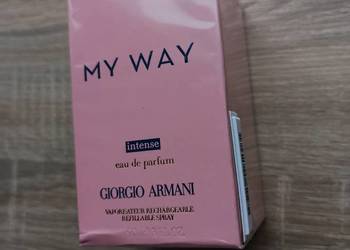 MY WAY
intense
eau de parfum
GIORGIO ARMANI
VAPORISATEUR RECHARGEABLE
REFILLABLE SPRAY